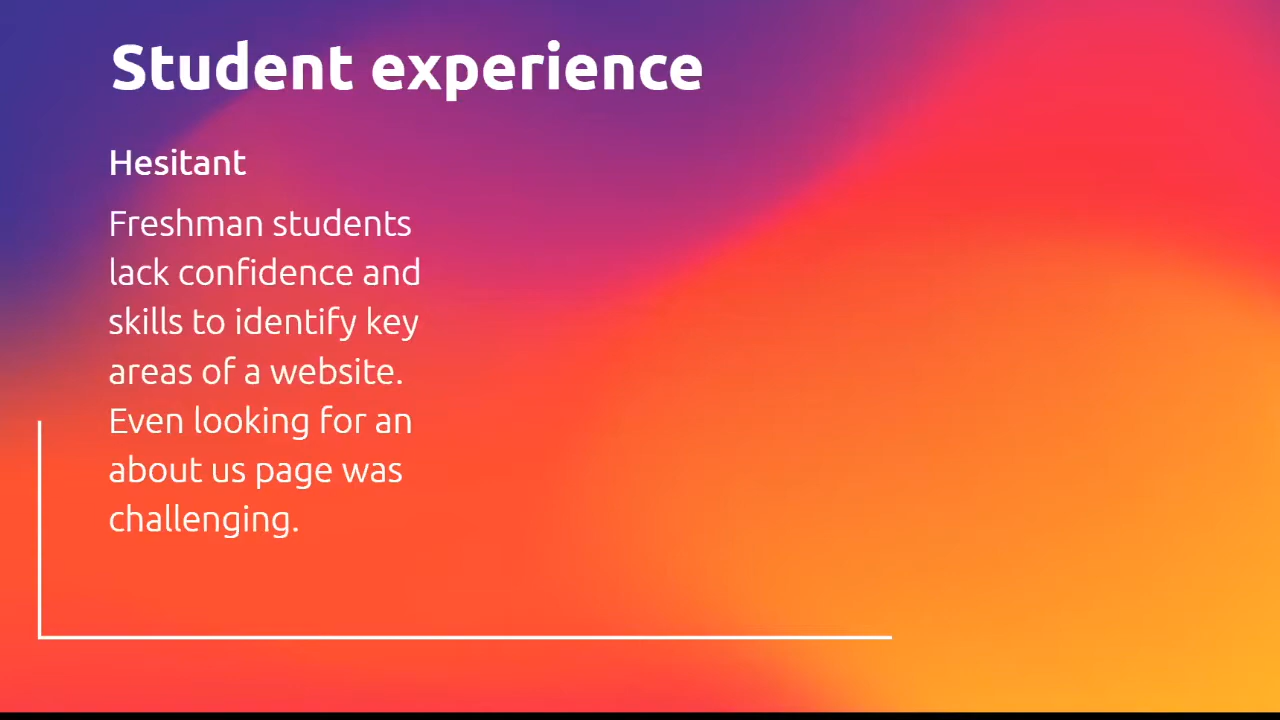 Student experience
Hesitant
Freshman students
lack confidence and
skills to identify key
areas of a website.
Even looking for an
about us page was
challenging.